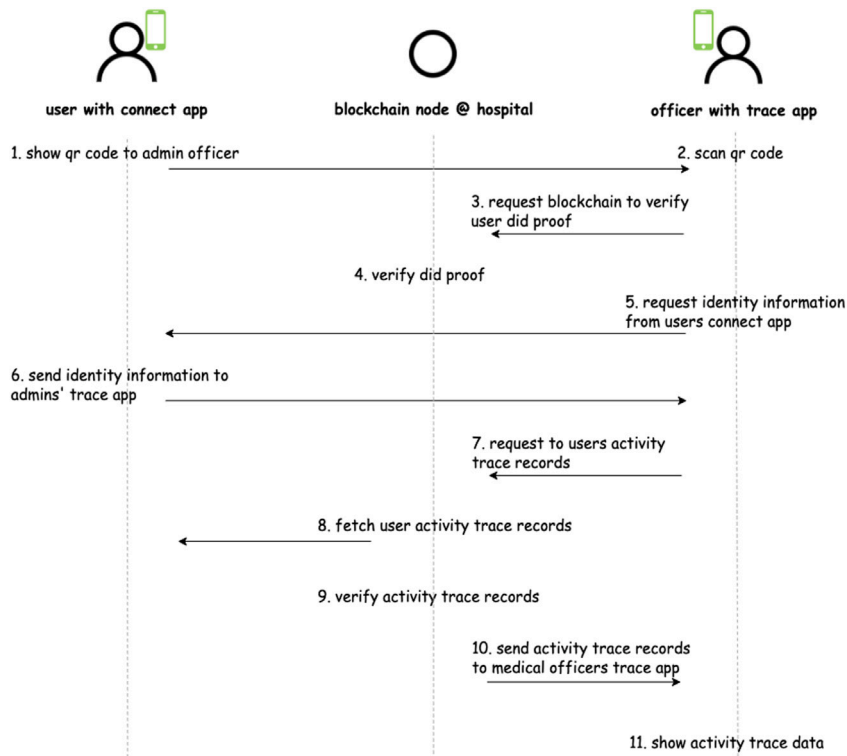 user with connect app
blockchain node @ hospital
officer with trace app
1. show qr code to admin officer
2. scan qr code
3. request blockchain to verify
user did proof
4. verify did proof
5. request identity information
from users connect app
6. send identity information to
admins' trace app
7. request to users activity
trace records
8. fetch user activity trace records
9. verify activity trace records
10. send activity trace records
to medical officers trace app
11. show activity trace data